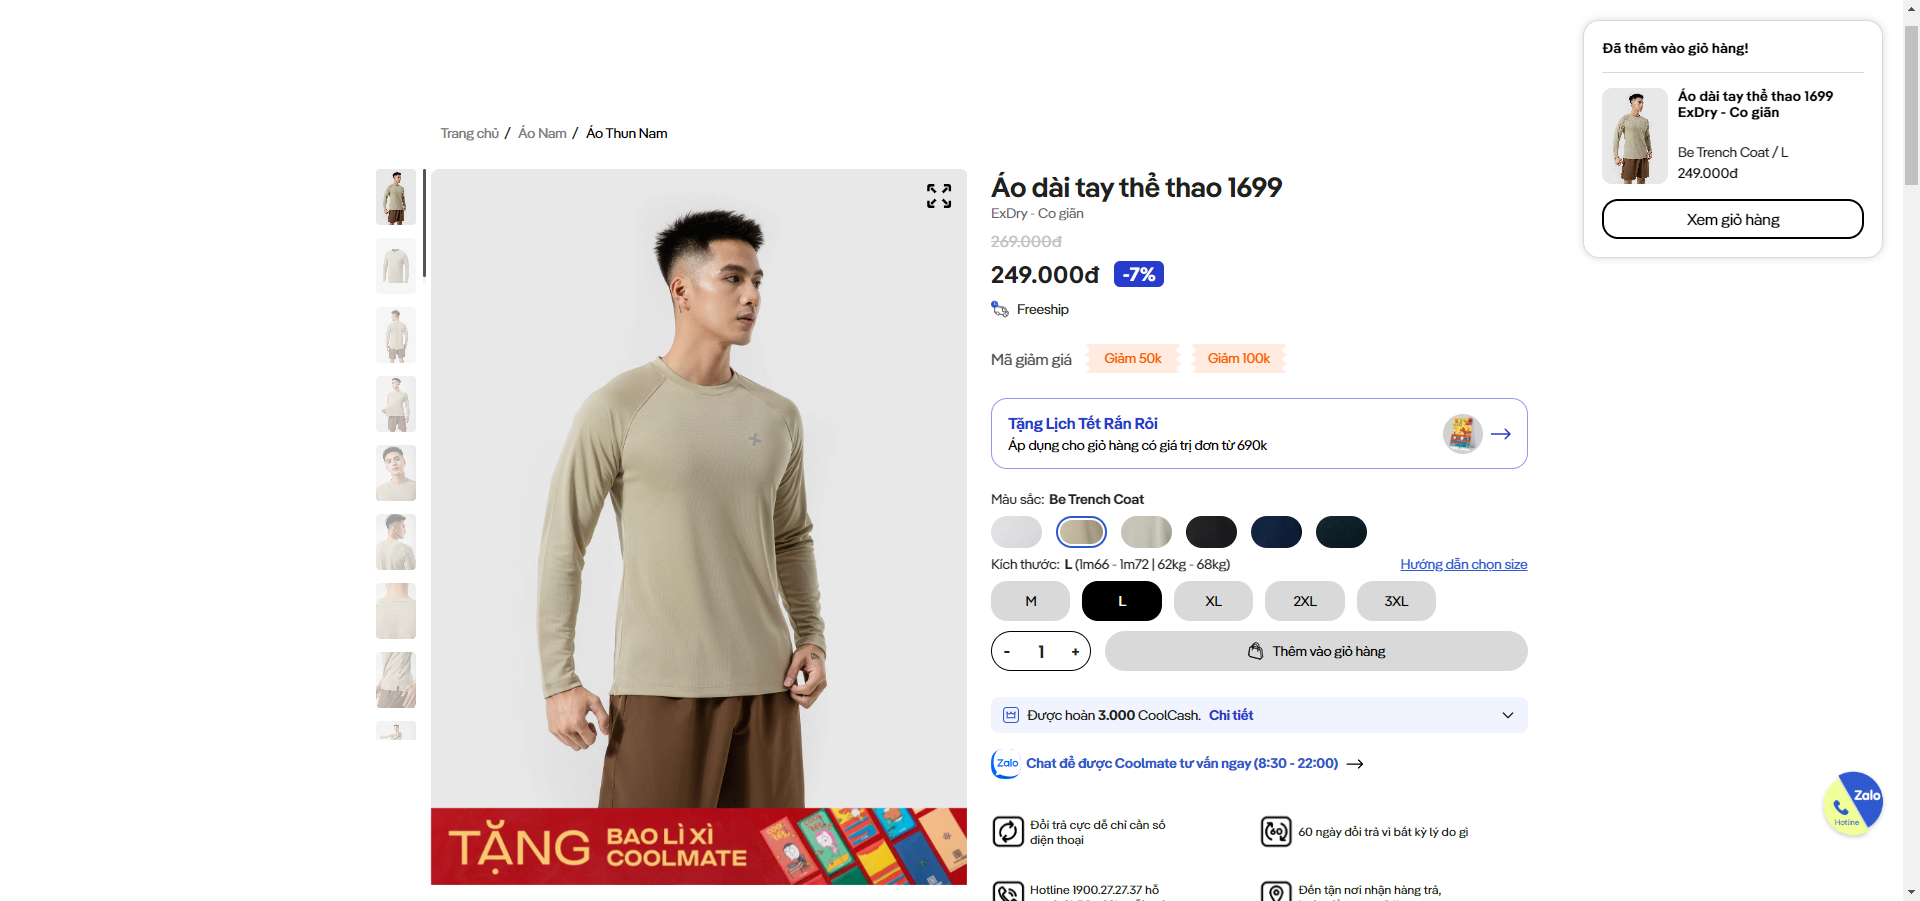 Đã thêm vào giỏ hàng!
Áo dài tay thể thao 1699
ExDry - Co giãn
Be Trench Coat / L
249.000đ
Xem giỏ hàng
Trang chủ / Áo Nam / Áo Thun Nam
Áo dài tay thể thao 1699
ExDry - Co giãn
269.000đ
249.000đ -7%
Freeship
Mã giảm giá Giảm 50k Giảm 100k
Tặng Lịch Tết Rắn Rỏi
Áp dụng cho giỏ hàng có giá trị đơn từ 690k
Màu sắc: Be Trench Coat
Kích thước: L (1m66 - 1m72 | 62kg - 68kg) Hướng dẫn chọn size
M L XL 2XL 3XL
- 1 + Thêm vào giỏ hàng
Được hoàn 3.000 CoolCash. Chi tiết
Zalo Chat để được Coolmate tư vấn ngay (8:30 - 22:00)
Zalo
Hotline
TẶNG BAO LÌ XÌ
COOLMATE
Đổi trả cực dễ chỉ cần số
điện thoại
60 ngày đổi trả vì bất kỳ lý do gì
Hotline 1900.27.27.37 hỗ
Đến tận nơi nhận hàng trả,